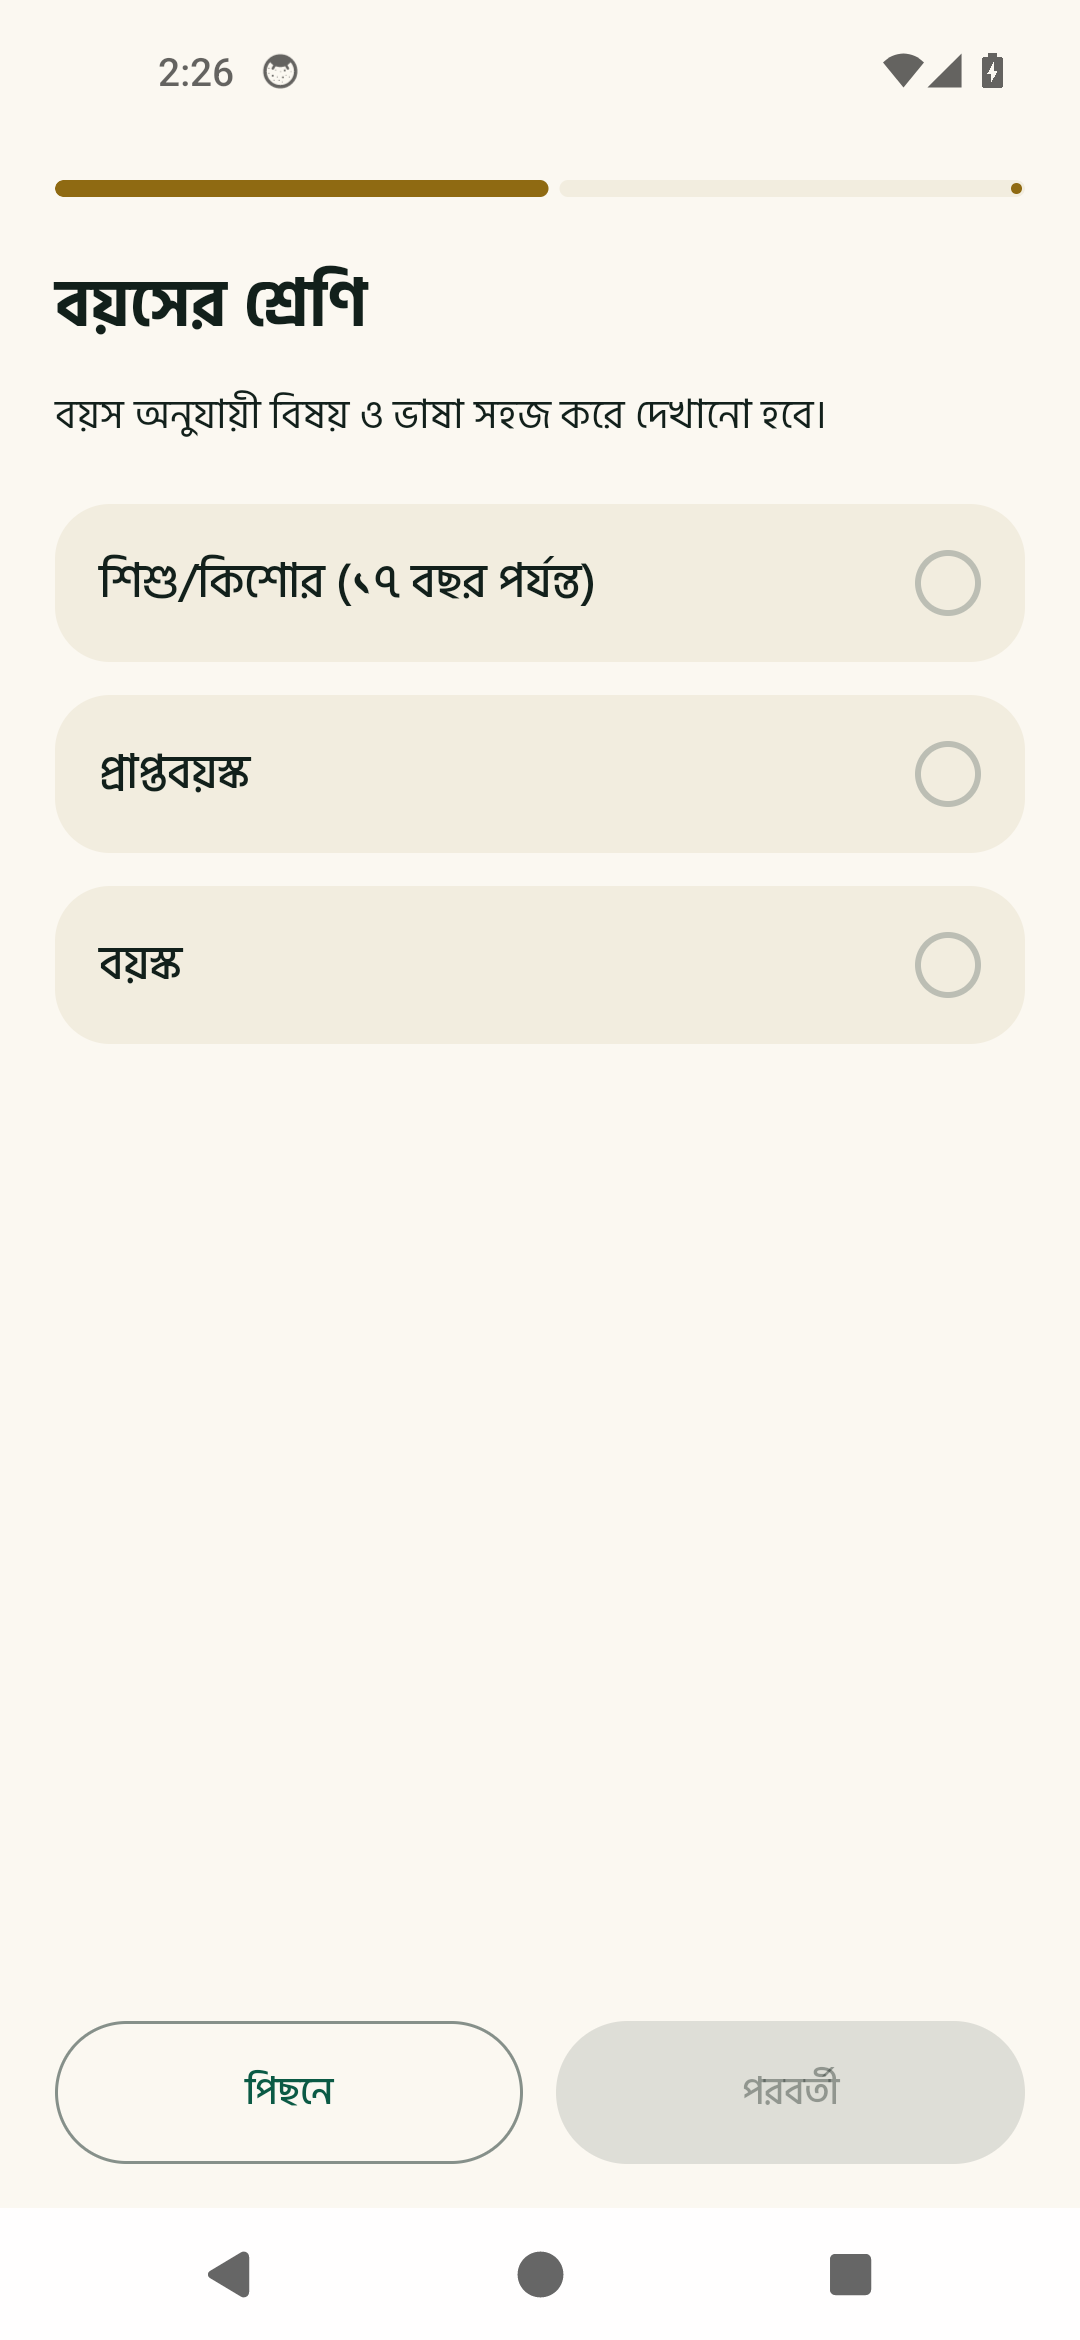 2:26
বয়সের শ্রেণি
বয়স অনুযায়ী বিষয় ও ভাষা সহজ করে দেখানো হবে।
শিশু/কিশোর (১৭ বছর পর্যন্ত)
প্রাপ্তবয়স্ক
বয়স্ক
পিছনে
পরবর্তী